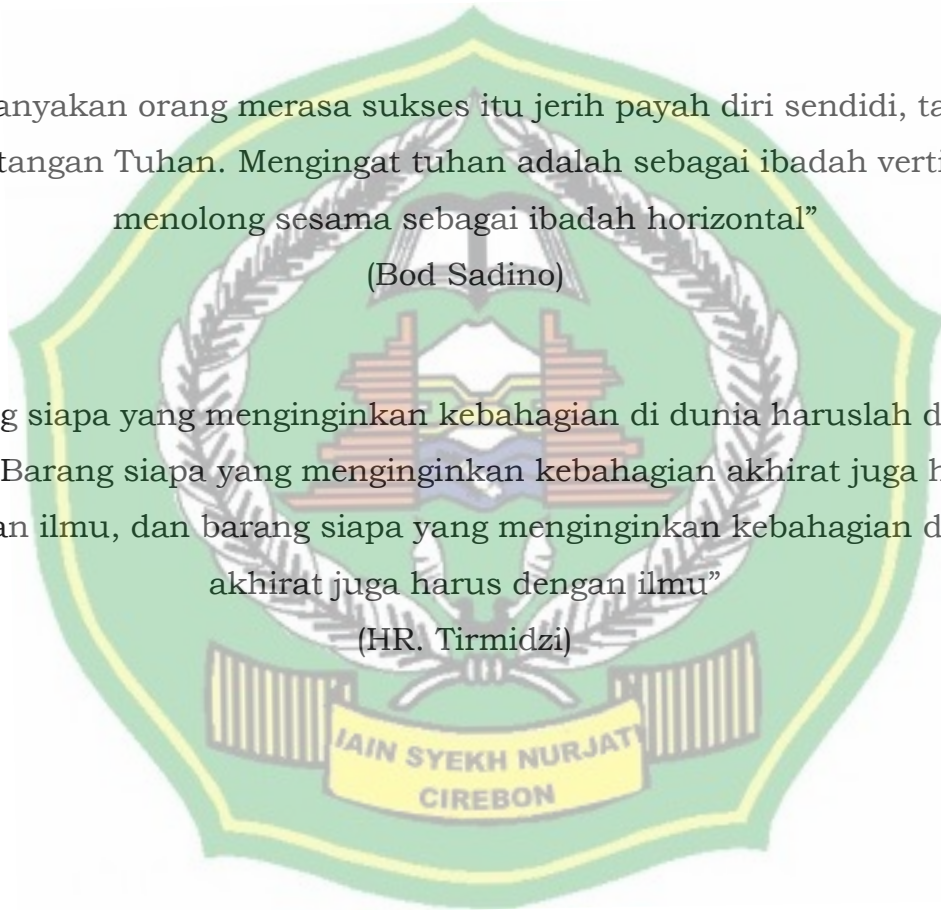 anyakan orang merasa sukses itu jerih payah diri sendidi, ta
tangan Tuhan. Mengingat tuhan adalah sebagai ibadah verti
menolong sesama sebagai ibadah horizontal”
(Bod Sadino)
g siapa yang menginginkan kebahagian di dunia haruslah d
Barang siapa yang menginginkan kebahagian akhirat juga h
an ilmu, dan barang siapa yang menginginkan kebahagian d
akhirat juga harus dengan ilmu”
(HR. Tirmidzi)
IAIN SYEKH NURJATI
CIREBON